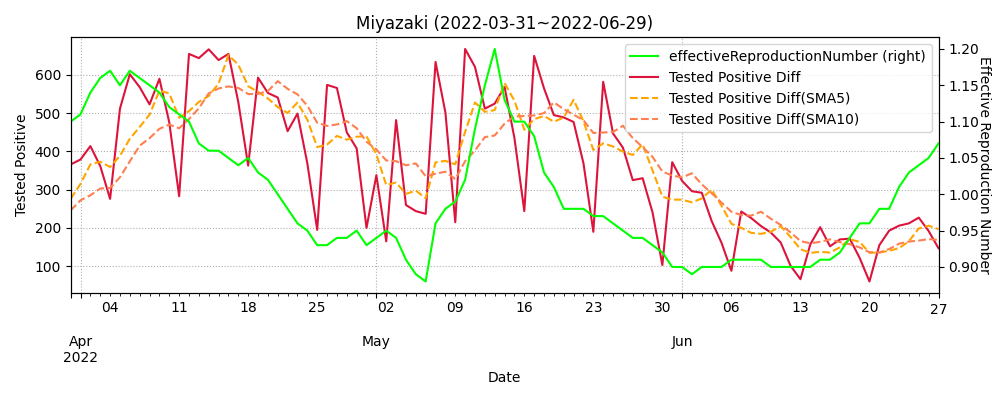 Miyazaki (2022-03-31~2022-06-29)
effectiveReproductionNumber (right)
Tested Positive Diff
Tested Positive Diff(SMA5)
Tested Positive Diff(SMA10)
Tested Positive
600
500
400
300
200
100
1.20
1.15
1.10
1.05
1.00
0.95
0.90
Effective Reproduction Number
04 11 18 25 02 09 16 23 30 06 13 20 27
Apr May Jun
2022
Date